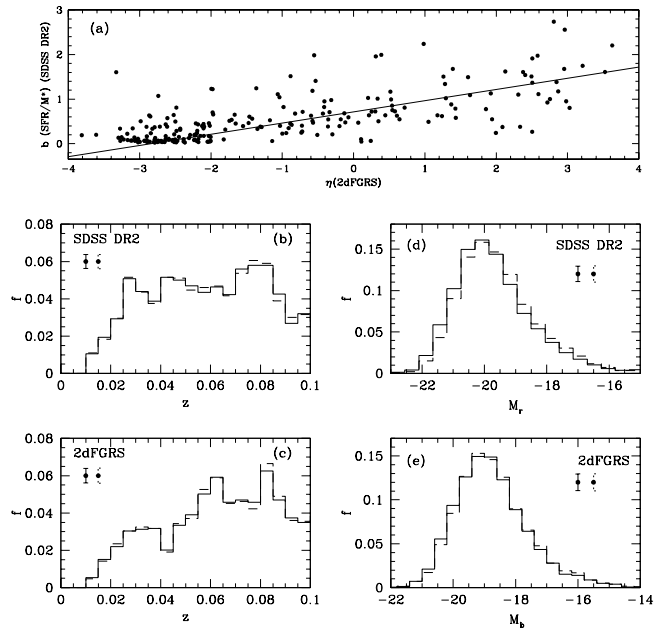 (a)
b (SFR/M*) (SDSS DR2)
3
2
1
0
−4 −3 −2 −1 0 1 2 3 4
η(2dFGRS)
SDSS DR2
(b)
f
0.08
0.06
0.04
0.02
0
0 0.02 0.04 0.06 0.08 0.1
z
(d)
SDSS DR2
f
0.15
0.1
0.05
0
−22 −20 −18 −16
M_r
2dFGRS
(c)
f
0.08
0.06
0.04
0.02
0
0 0.02 0.04 0.06 0.08 0.1
z
(e)
2dFGRS
f
0.15
0.1
0.05
0
−22 −20 −18 −16 −14
M_b